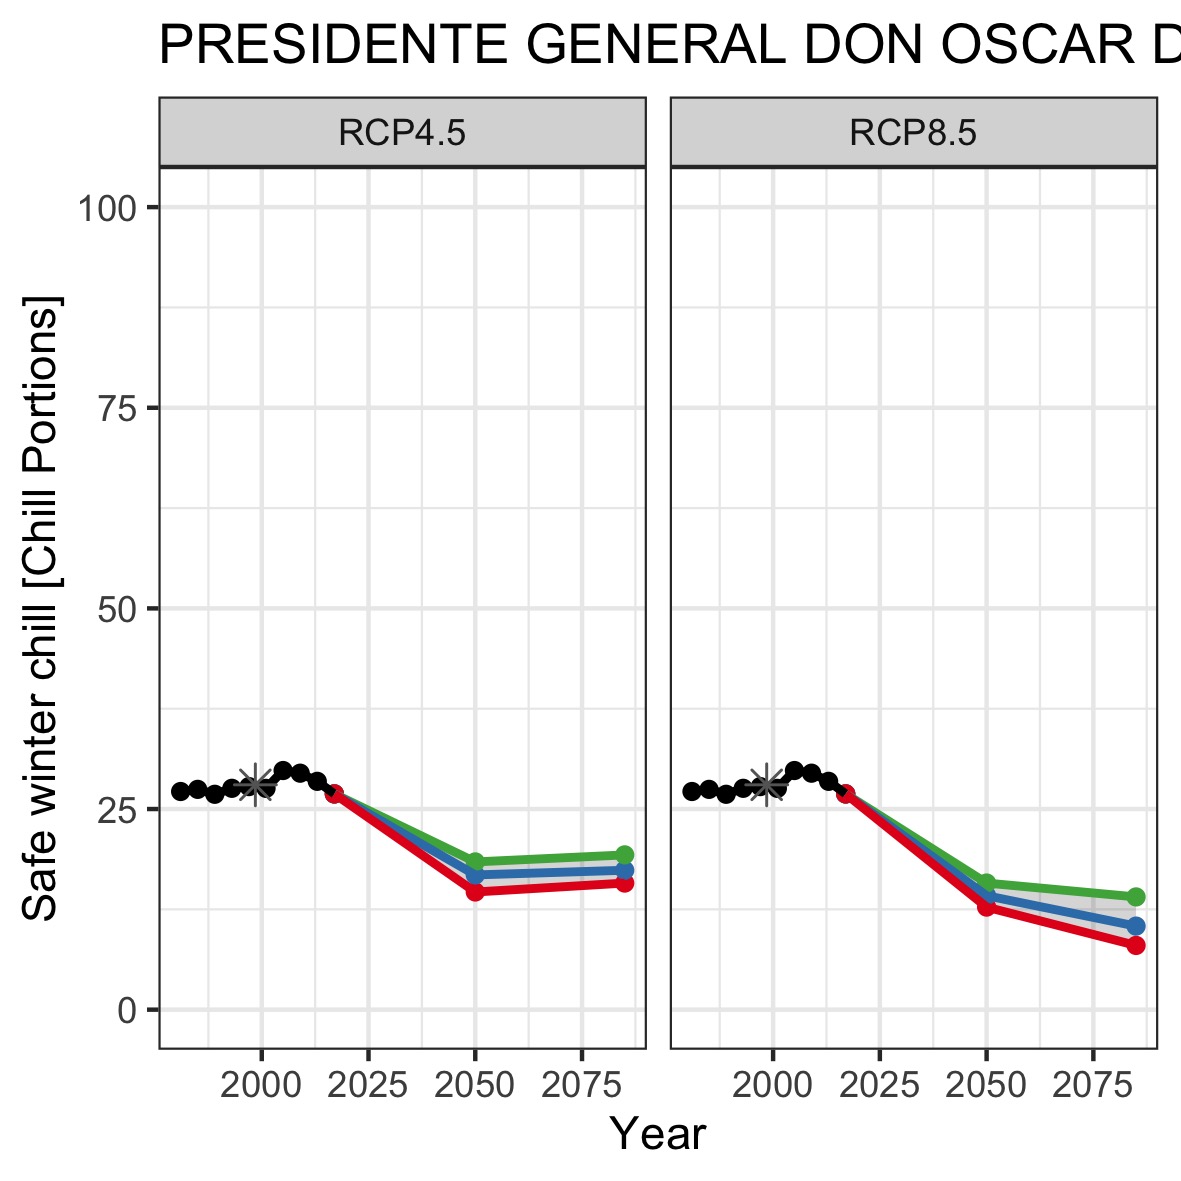 PRESIDENTE GENERAL DON OSCAR D
RCP4.5
RCP8.5
Safe winter chill [Chill Portions]
100
75
50
25
0
2000 2025 2050 2075
2000 2025 2050 2075
Year